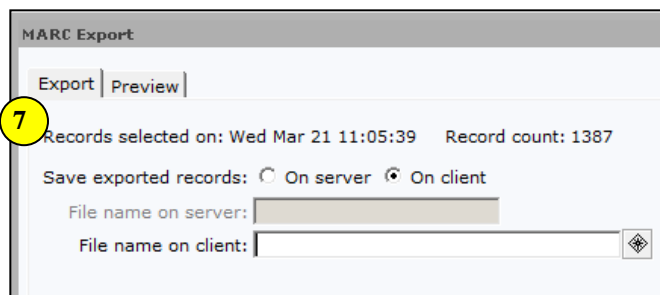 MARC Export
Export Preview
7
Records selected on: Wed Mar 21 11:05:39 Record count: 1387
Save exported records: On server On client
File name on server:
File name on client: